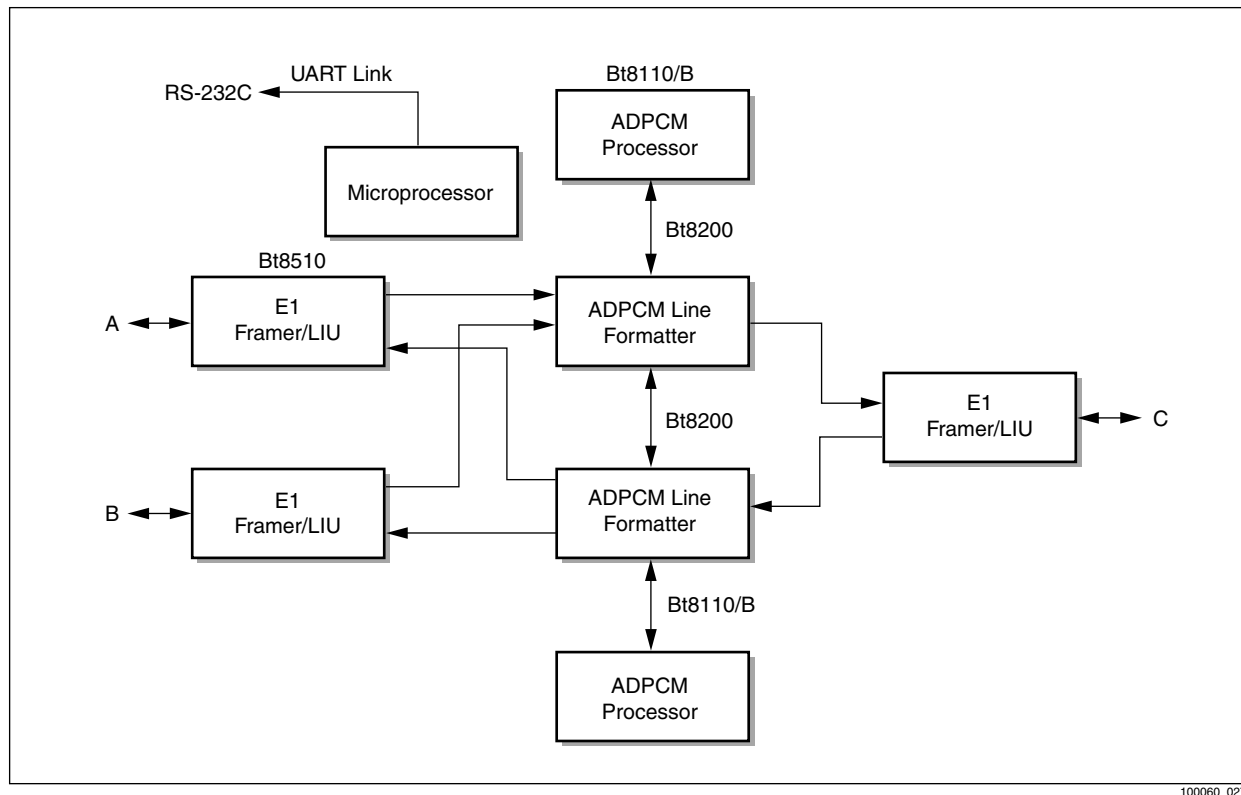 UART Link
RS-232C
Microprocessor
Bt8110/B
ADPCM
Processor
Bt8200
Bt8510
A
E1
Framer/LIU
ADPCM Line
Formatter
E1
Framer/LIU
C
Bt8200
B
E1
Framer/LIU
ADPCM Line
Formatter
Bt8110/B
ADPCM
Processor